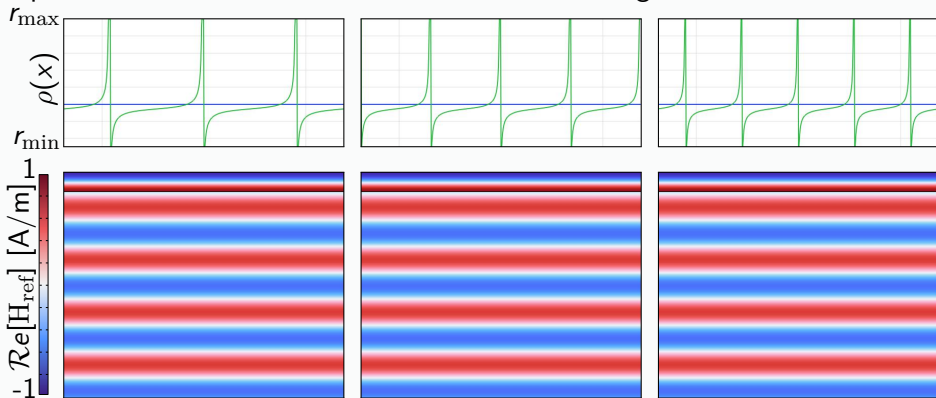 r_max
ρ(x)
r_min
1
ℛe[H_ref] [A/m]
-1